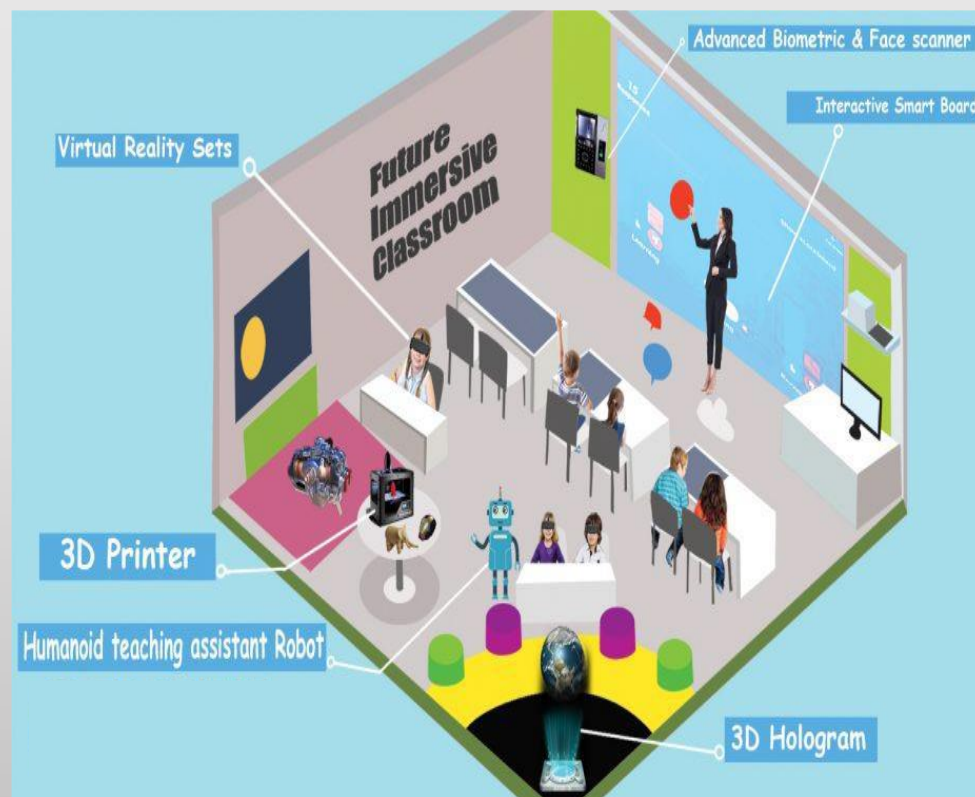 Advanced Biometric & Face scanner
Interactive Smart Board
Virtual Reality Sets
Future
Immersive
Classroom
Learning
3D Printer
Humanoid teaching assistant Robot
3D Hologram